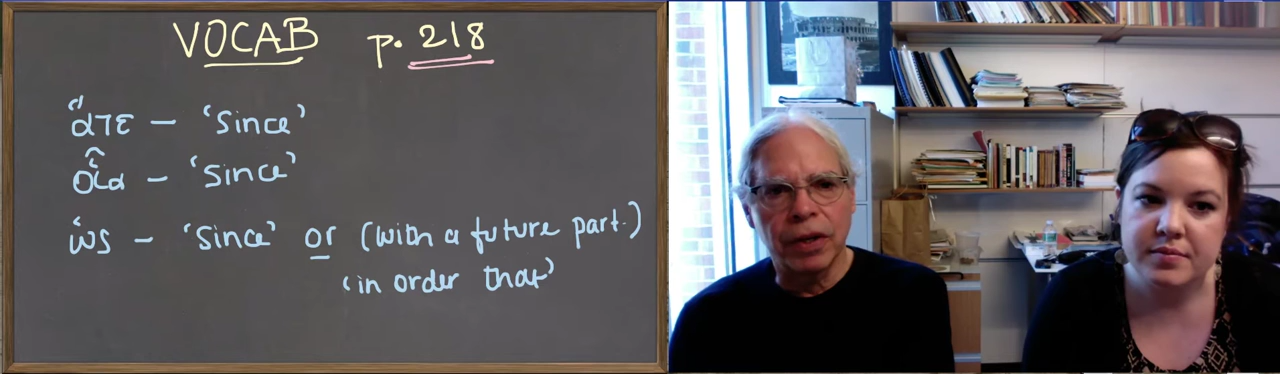 VOCAB p. 218
ἅτε – 'since'
οἷα – 'since'
ὡς – 'since' or (with a future part.)
'in order that'